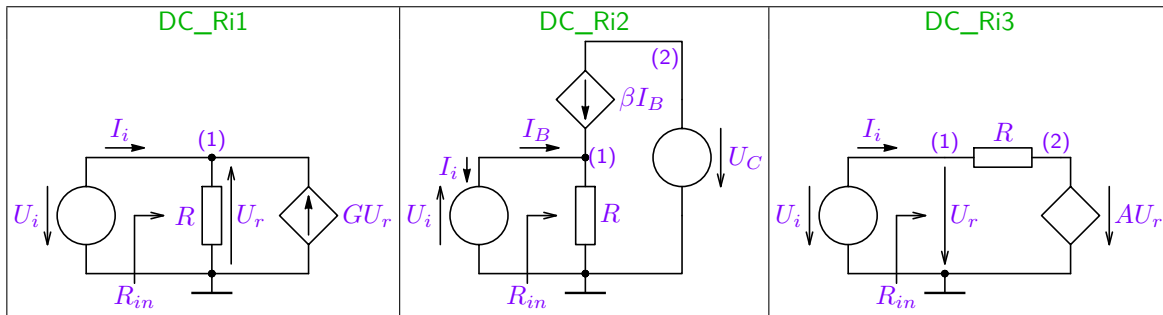 DC_Ri1
I_i
(1)
U_i
R
U_r
GU_r
R_in
DC_Ri2
(2)
βI_B
I_B
(1)
I_i
U_C
U_i
R
R_in
DC_Ri3
I_i
(1)
R
(2)
U_i
U_r
AU_r
R_in